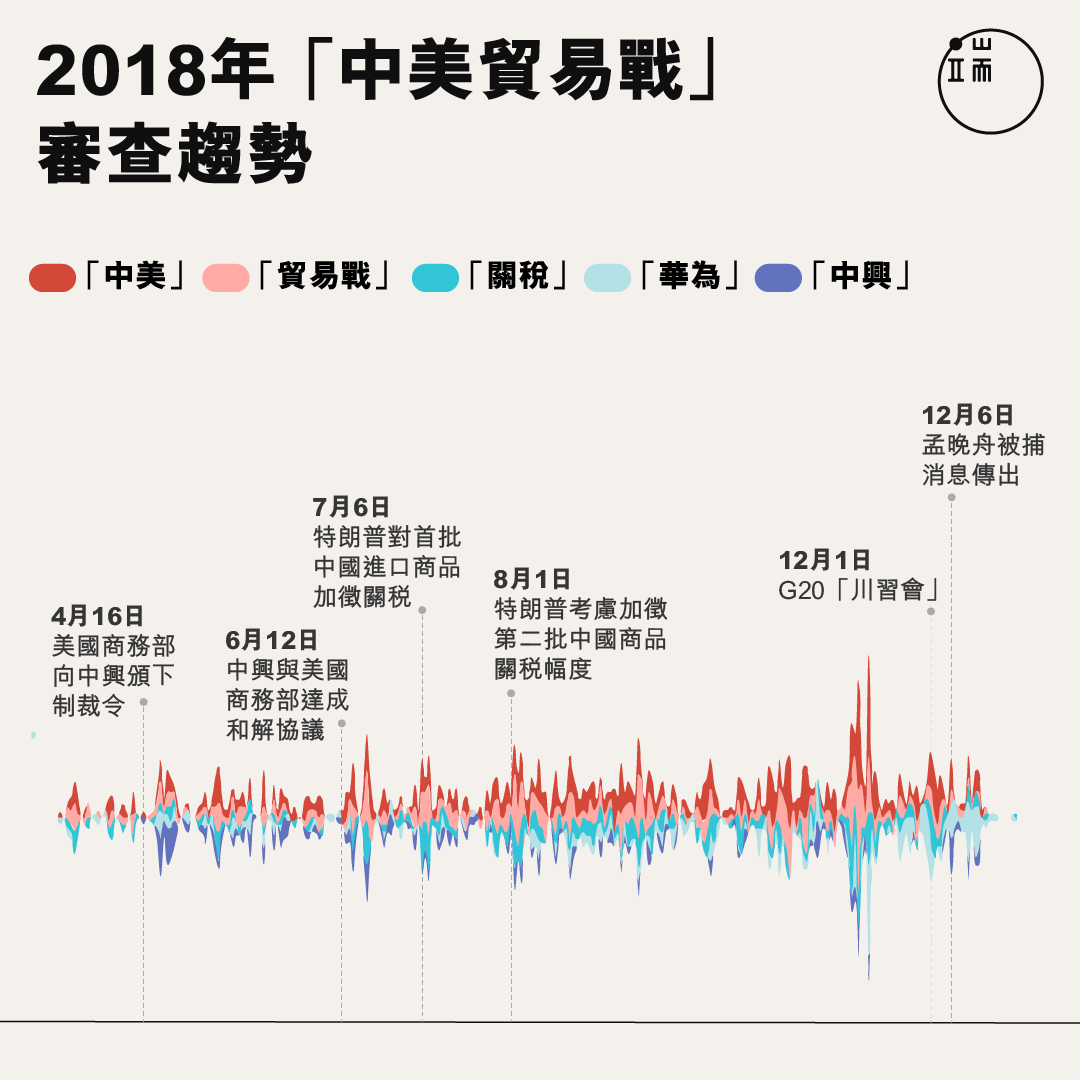 2018年「中美貿易戰」
審查趨勢
「中美」 「貿易戰」 「關稅」 「華為」 「中興」
12月6日
孟晚舟被捕
消息傳出
7月6日
特朗普對首批
中國進口商品
加徵關稅
12月1日
G20「川習會」
8月1日
特朗普考慮加徵
第二批中國商品
關稅幅度
4月16日
美國商務部
向中興頒下
制裁令
6月12日
中興與美國
商務部達成
和解協議